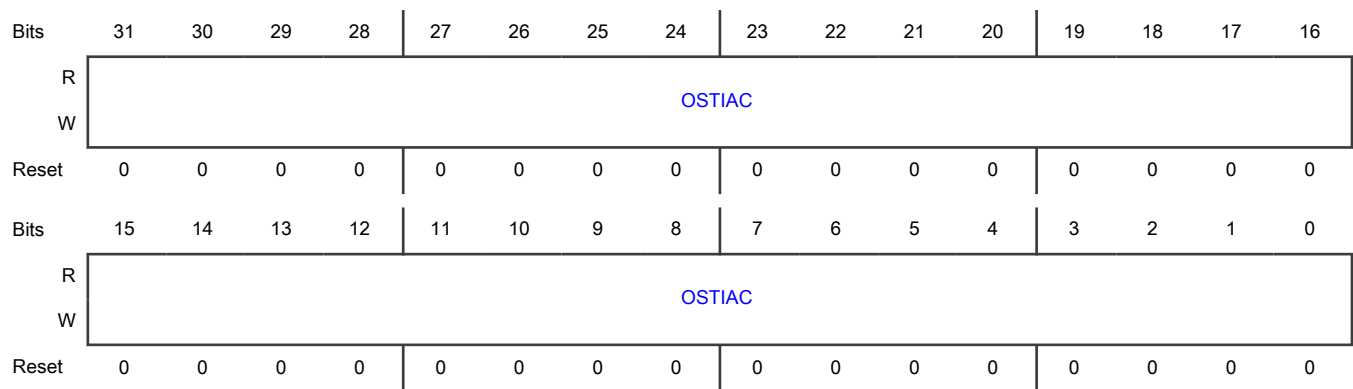 Bits 31 30 29 28 27 26 25 24 23 22 21 20 19 18 17 16
R
OSTIAC
W
Reset 0 0 0 0 0 0 0 0 0 0 0 0 0 0 0 0
Bits 15 14 13 12 11 10 9 8 7 6 5 4 3 2 1 0
R
OSTIAC
W
Reset 0 0 0 0 0 0 0 0 0 0 0 0 0 0 0 0